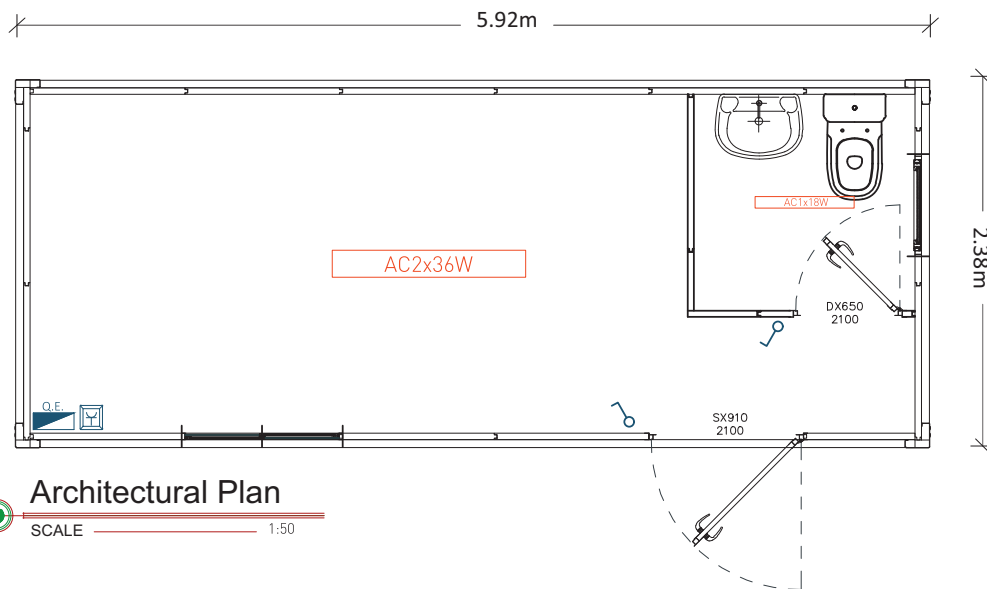 5.92m
2.38m
AC1x18W
AC2x36W
DX650
2100
Q.E.
SX910
2100
Architectural Plan
SCALE 1:50